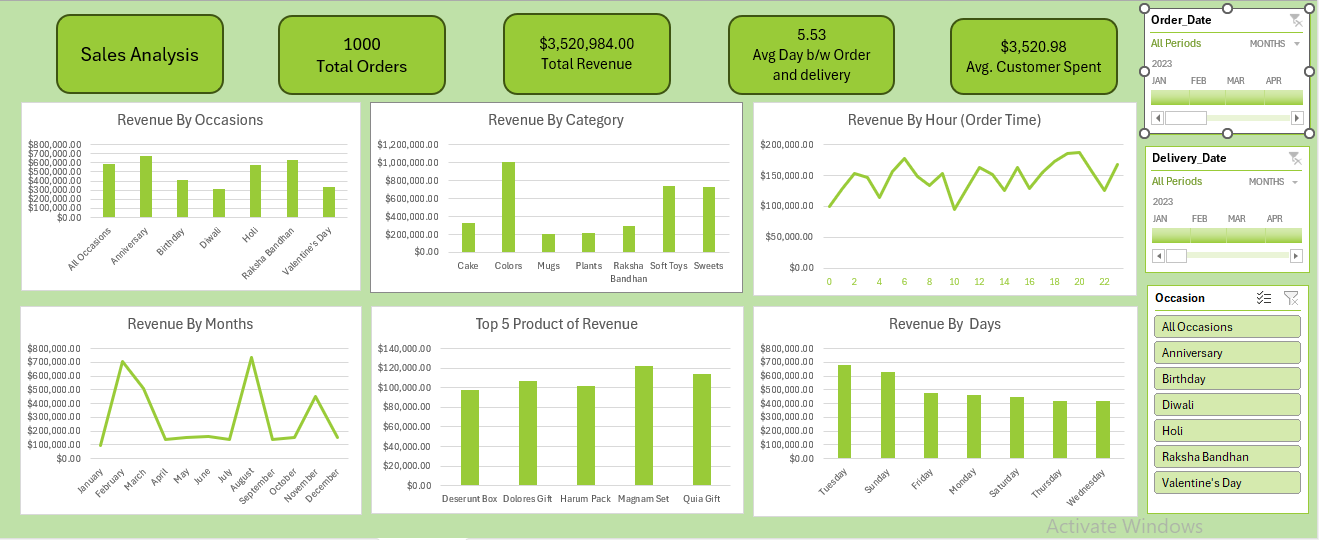 Sales Analysis
1000
Total Orders
$3,520,984.00
Total Revenue
5.53
Avg Day b/w Order
and delivery
$3,520.98
Avg. Customer Spent
Order_Date
All Periods
MONTHS
2023
JAN FEB MAR APR
Revenue By Occasions
$800,000.00
$700,000.00
$600,000.00
$500,000.00
$400,000.00
$300,000.00
$200,000.00
$100,000.00
$0.00
All Occasions
Anniversary
Birthday
Diwali
Holi
Raksha Bandhan
Valentine's Day
Revenue By Category
$1,200,000.00
$1,000,000.00
$800,000.00
$600,000.00
$400,000.00
$200,000.00
$0.00
Cake Colors Mugs Plants Raksha Soft Toys Sweets
Bandhan
Revenue By Hour (Order Time)
$200,000.00
$150,000.00
$100,000.00
$50,000.00
$0.00
0 2 4 6 8 10 12 14 16 18 20 22
Delivery_Date
All Periods
MONTHS
2023
JAN FEB MAR APR
Revenue By Months
$800,000.00
$700,000.00
$600,000.00
$500,000.00
$400,000.00
$300,000.00
$200,000.00
$100,000.00
$0.00
January
February
March
April
May
June
July
August
September
October
November
December
Top 5 Product of Revenue
$140,000.00
$120,000.00
$100,000.00
$80,000.00
$60,000.00
$40,000.00
$20,000.00
$0.00
Deserunt Box Dolores Gift Harum Pack Magnam Set Quia Gift
Revenue By Days
$800,000.00
$700,000.00
$600,000.00
$500,000.00
$400,000.00
$300,000.00
$200,000.00
$100,000.00
$0.00
Tuesday
Sunday
Friday
Monday
Saturday
Thursday
Wednesday
Occasion
All Occasions
Anniversary
Birthday
Diwali
Holi
Raksha Bandhan
Valentine's Day
Activate Windows